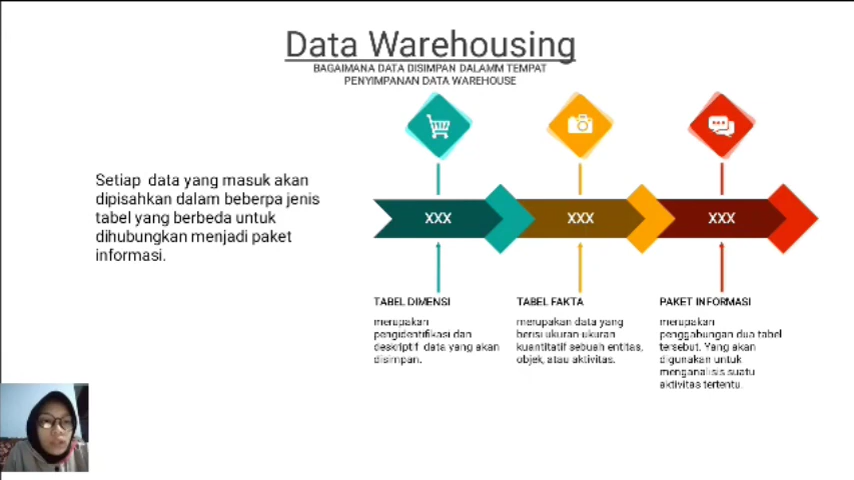 Data Warehousing
BAGAIMANA DATA DISIMPAN DALAMM TEMPAT
PENYIMPANAN DATA WAREHOUSE
Setiap data yang masuk akan
dipisahkan dalam beberpa jenis
tabel yang berbeda untuk
dihubungkan menjadi paket
informasi.
XXX
XXX
XXX
TABEL DIMENSI
merupakan
pengidentifikasi dan
deskriptif data yang akan
disimpan.
TABEL FAKTA
merupakan data yang
berisi ukuran ukuran
kuantitatif sebuah entitas,
objek, atau aktivitas.
PAKET INFORMASI
merupakan
penggabungan dua tabel
tersebut. Yang akan
digunakan untuk
menganalisis suatu
aktivitas tertentu.